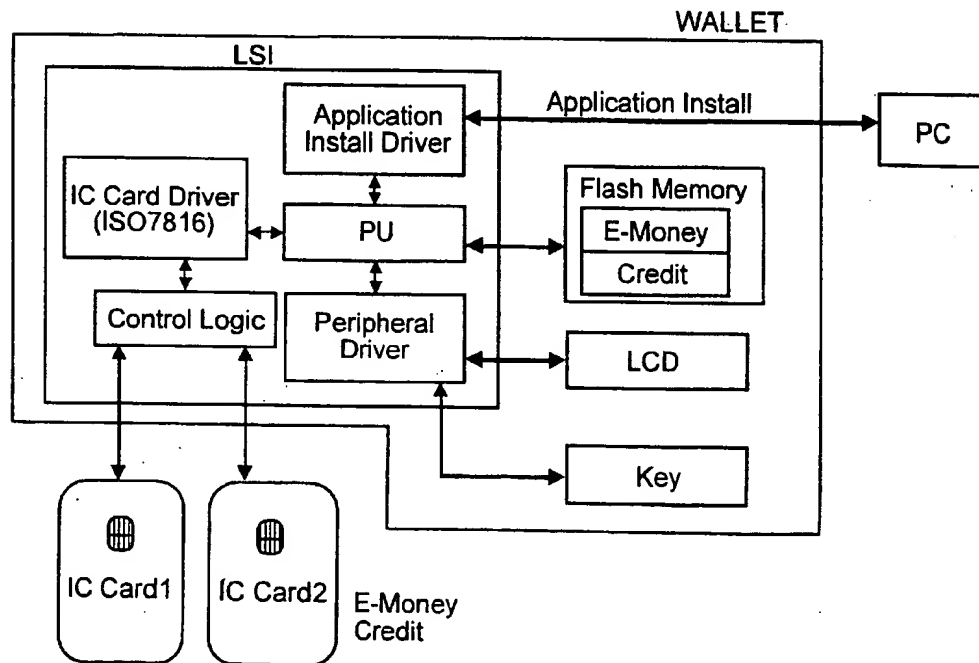 WALLET
LSI
Application
Install Driver
Application Install
PC
IC Card Driver
(ISO7816)
PU
Flash Memory
E-Money
Credit
Control Logic
Peripheral
Driver
LCD
Key
IC Card1
IC Card2
E-Money
Credit